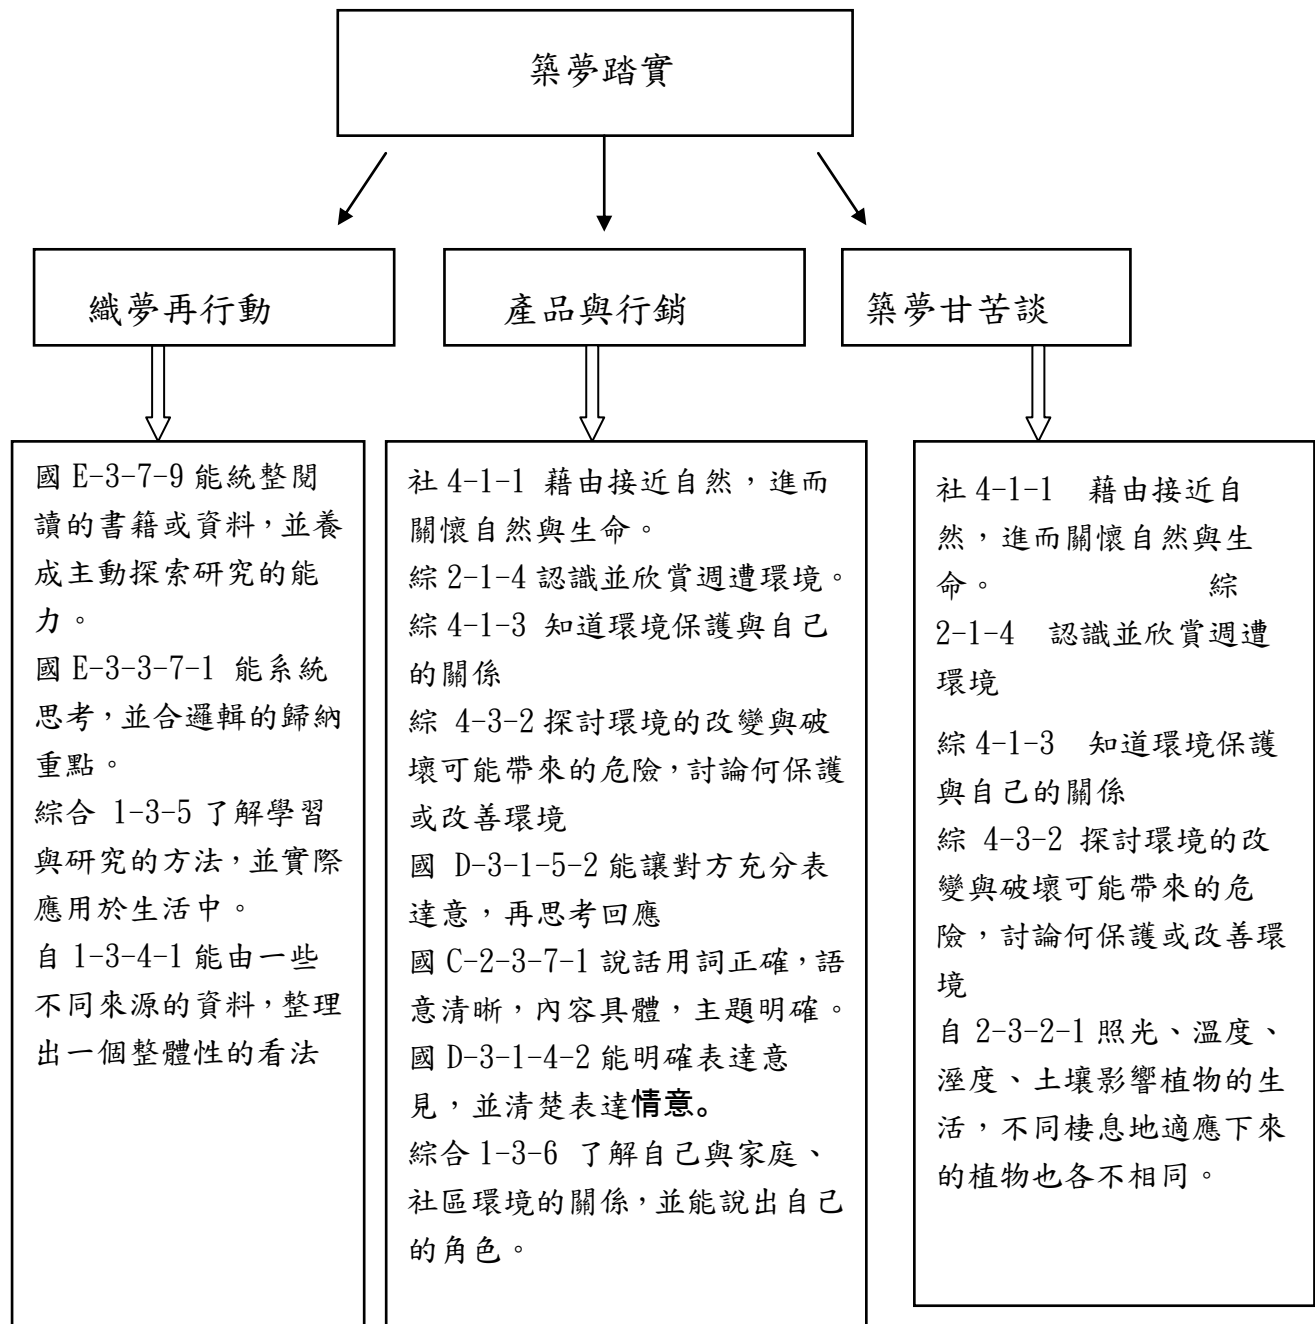 築夢踏實
織夢再行動
產品與行銷
築夢甘苦談
國 E-3-7-9 能統整閱
讀的書籍或資料，並養
成主動探索研究的能
力。
國 E-3-3-7-1 能系統
思考，並合邏輯的歸納
重點。
綜合 1-3-5 了解學習
與研究的方法，並實際
應用於生活中。
自 1-3-4-1 能由一些
不同來源的資料，整理
出一個整體性的看法
社 4-1-1 藉由接近自然，進而
關懷自然與生命。
綜 2-1-4 認識並欣賞週遭環境。
綜 4-1-3 知道環境保護與自己
的關係
綜 4-3-2 探討環境的改變與破
壞可能帶來的危險，討論何保護
或改善環境
國 D-3-1-5-2 能讓對方充分表
達意，再思考回應
國 C-2-3-7-1 說話用詞正確，語
意清晰，內容具體，主題明確。
國 D-3-1-4-2 能明確表達意
見，並清楚表達情意。
綜合 1-3-6 了解自己與家庭、
社區環境的關係，並能說出自己
的角色。
社 4-1-1 藉由接近自
然，進而關懷自然與生
命。 綜
2-1-4 認識並欣賞週遭
環境
綜 4-1-3 知道環境保護
與自己的關係
綜 4-3-2 探討環境的改
變與破壞可能帶來的危
險，討論何保護或改善環
境
自 2-3-2-1 照光、溫度、
溼度、土壤影響植物的生
活，不同棲息地適應下來
的植物也各不相同。